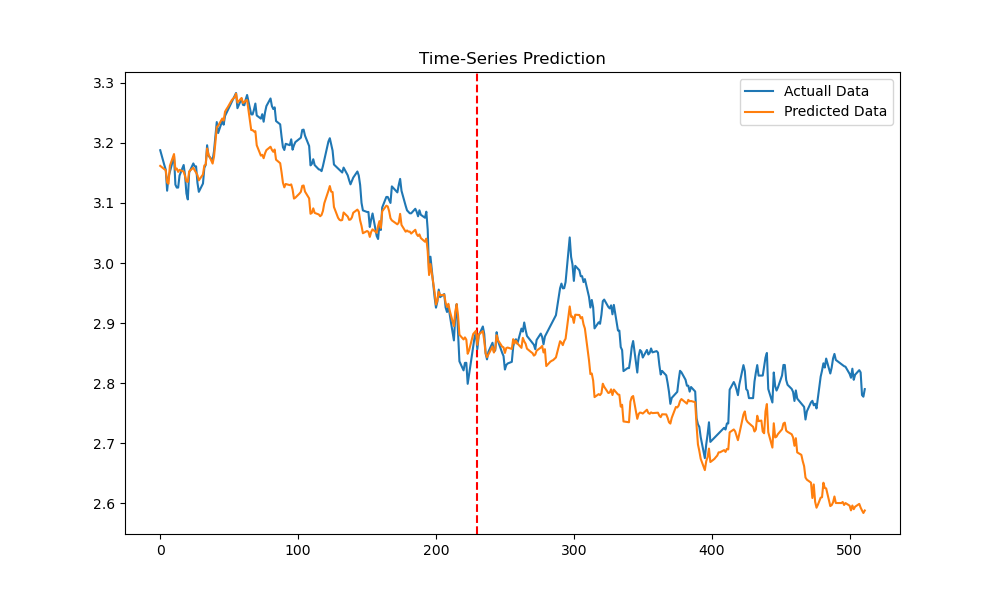 Time-Series Prediction
Actuall Data
Predicted Data
3.3
3.2
3.1
3.0
2.9
2.8
2.7
2.6
0 100 200 300 400 500